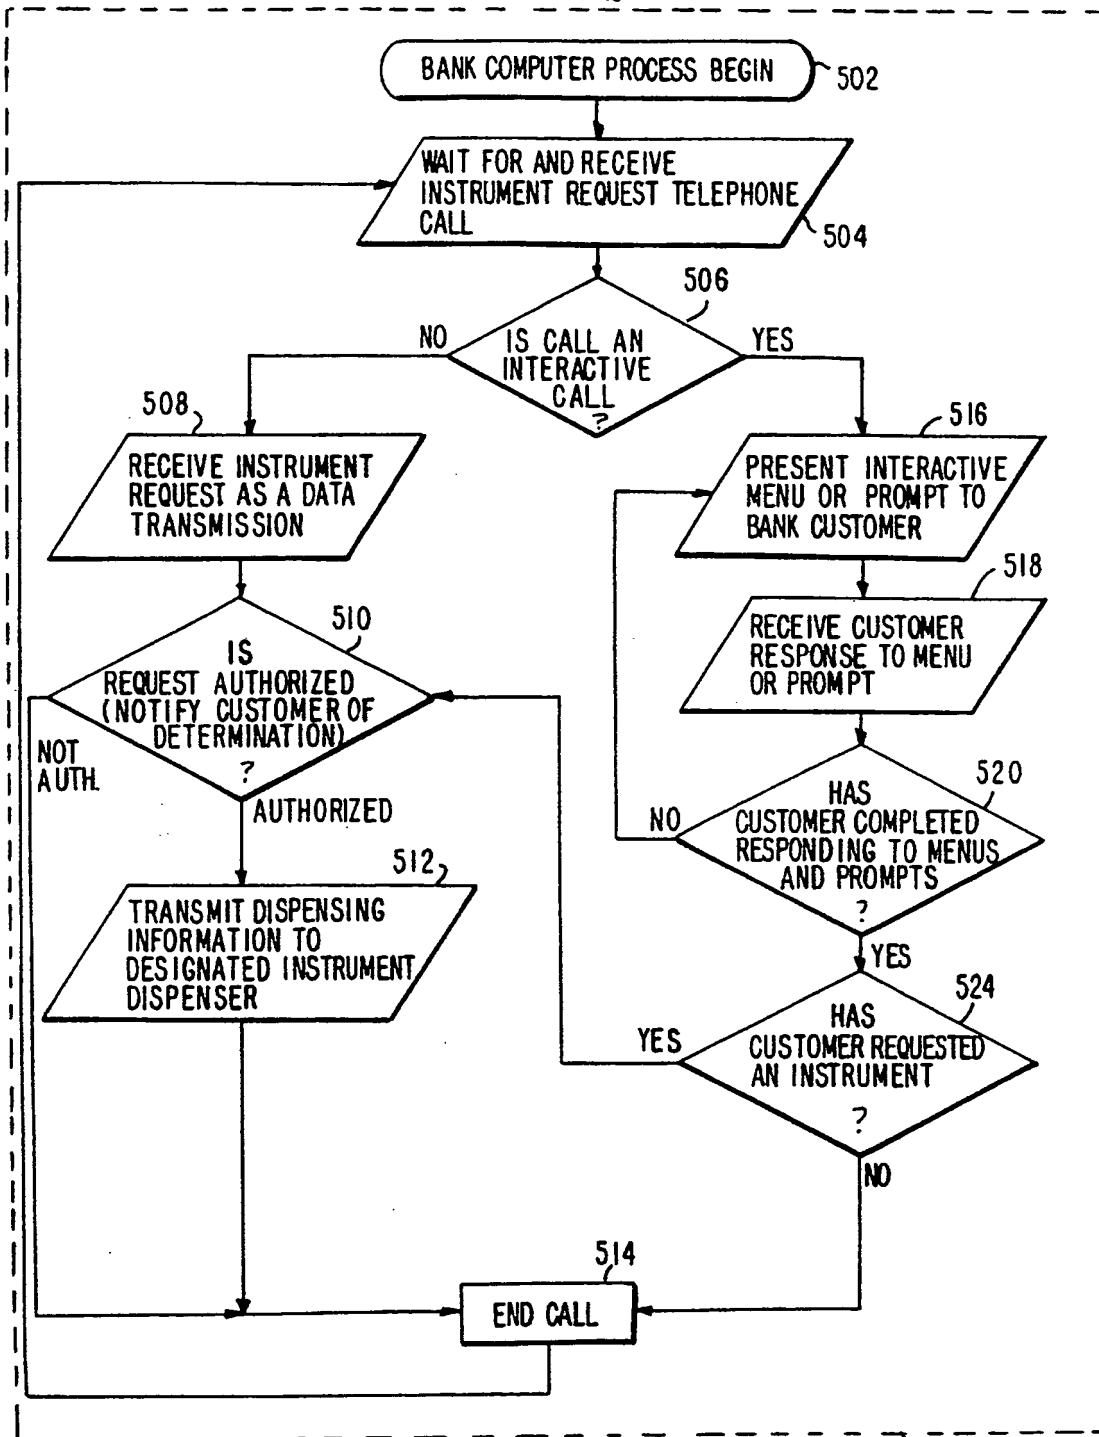 BANK COMPUTER PROCESS BEGIN
502
WAIT FOR AND RECEIVE
INSTRUMENT REQUEST TELEPHONE
CALL
504
506
NO
IS CALL AN
INTERACTIVE
CALL
?
YES
508
RECEIVE INSTRUMENT
REQUEST AS A DATA
TRANSMISSION
516
PRESENT INTERACTIVE
MENU OR PROMPT TO
BANK CUSTOMER
518
RECEIVE CUSTOMER
RESPONSE TO MENU
OR PROMPT
510
IS
REQUEST AUTHORIZED
(NOTIFY CUSTOMER OF
DETERMINATION)
?
NOT
AUTH.
AUTHORIZED
520
NO
HAS
CUSTOMER COMPLETED
RESPONDING TO MENUS
AND PROMPTS
?
YES
512
TRANSMIT DISPENSING
INFORMATION TO
DESIGNATED INSTRUMENT
DISPENSER
524
YES
HAS
CUSTOMER REQUESTED
AN INSTRUMENT
?
NO
514
END CALL